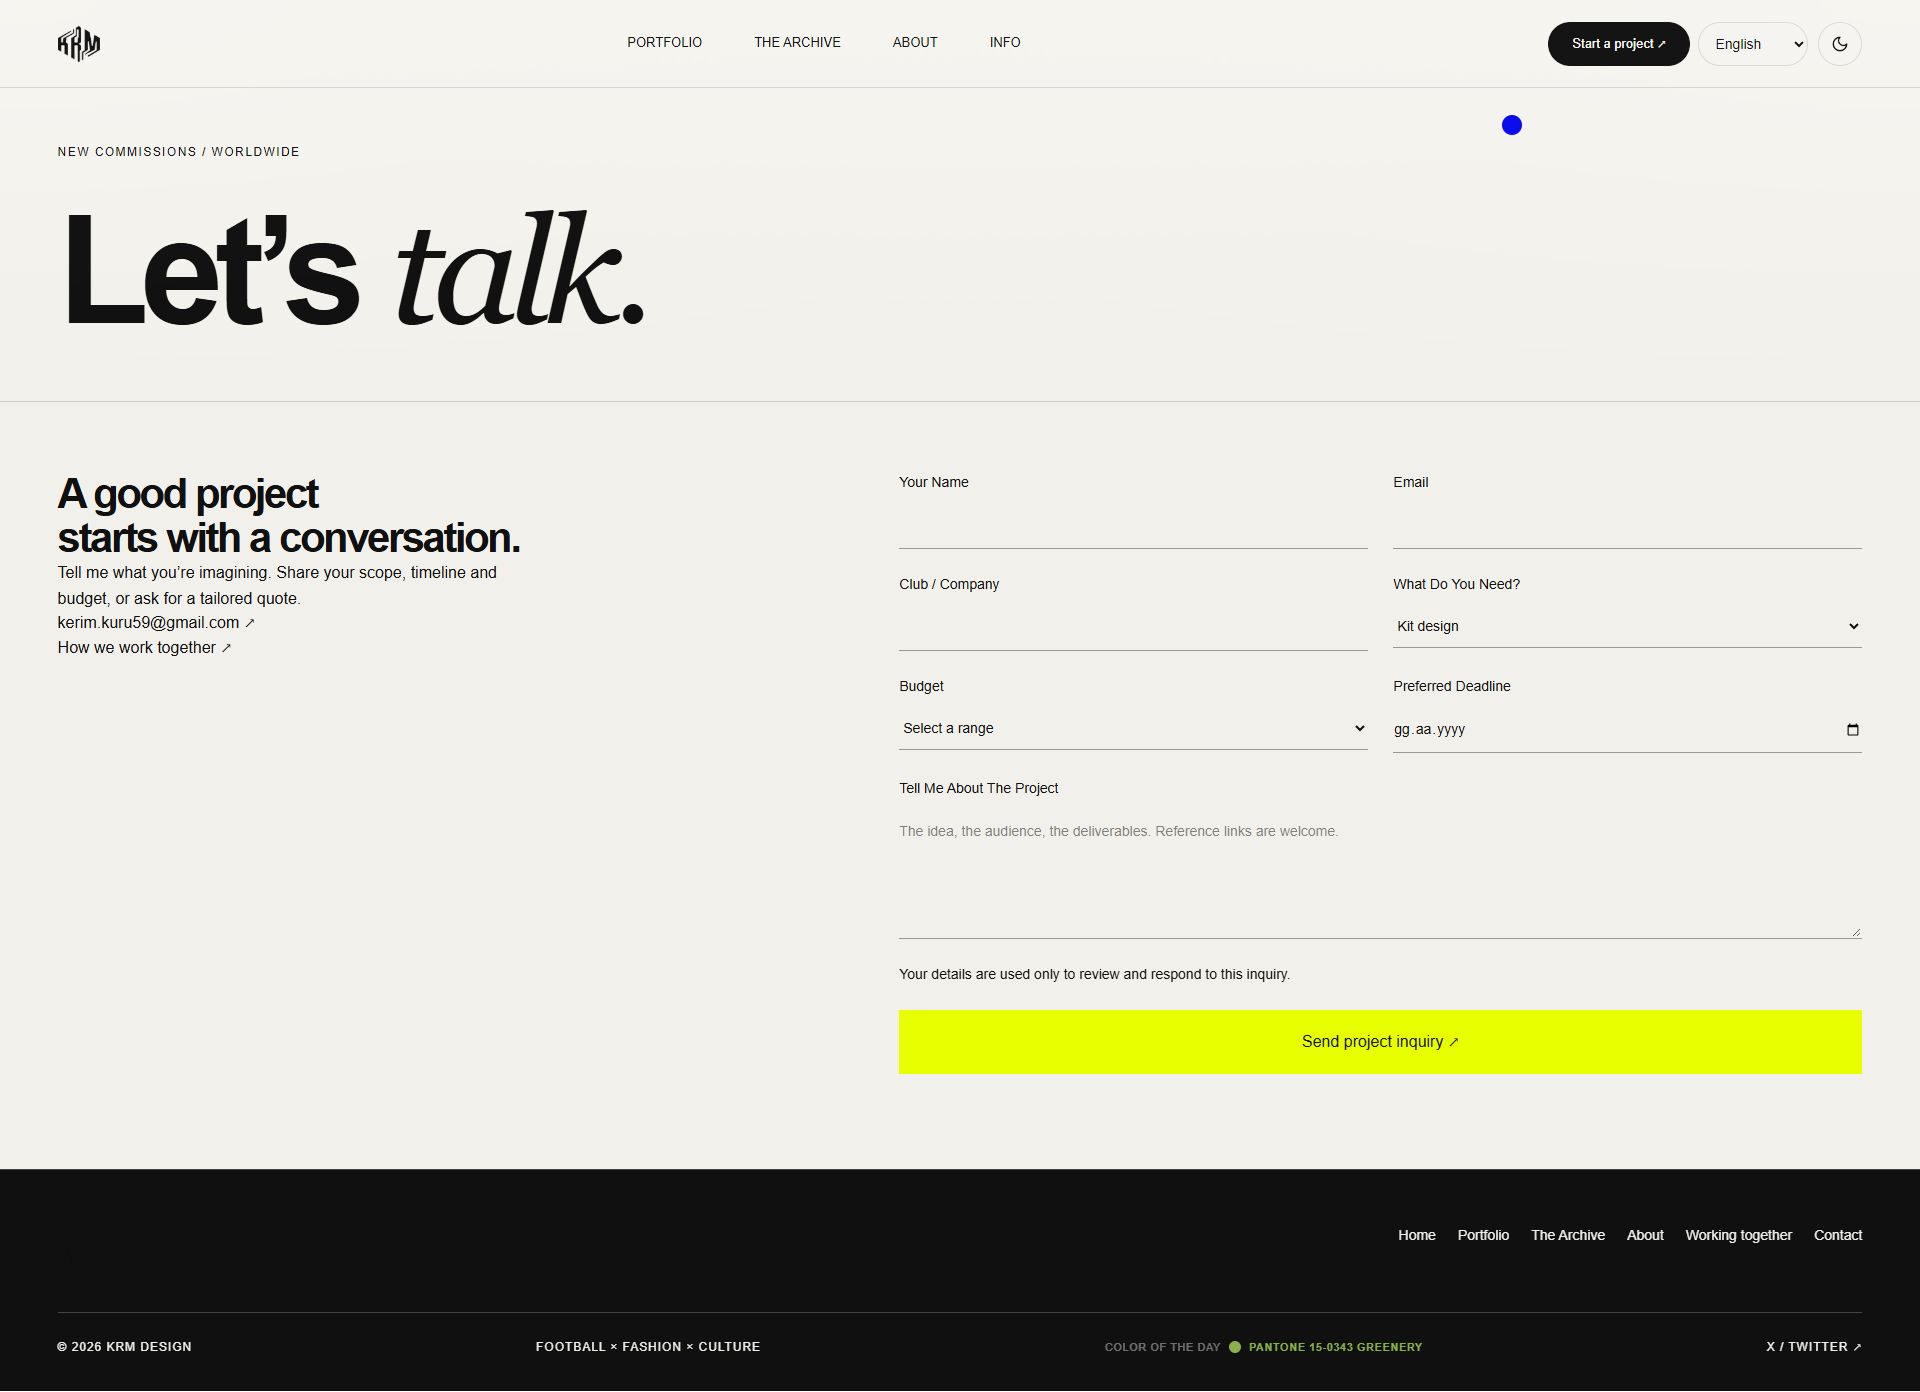 KRM
PORTFOLIO
THE ARCHIVE
ABOUT
INFO
Start a project ↗
English
NEW COMMISSIONS / WORLDWIDE
Let’s talk.
A good project
starts with a conversation.
Tell me what you’re imagining. Share your scope, timeline and
budget, or ask for a tailored quote.
kerim.kuru59@gmail.com ↗
How we work together ↗
Your Name
Email
Club / Company
What Do You Need?
Kit design
Budget
Preferred Deadline
Select a range
gg.aa.yyyy
Tell Me About The Project
The idea, the audience, the deliverables. Reference links are welcome.
Your details are used only to review and respond to this inquiry.
Send project inquiry ↗
Home
Portfolio
The Archive
About
Working together
Contact
© 2026 KRM DESIGN
FOOTBALL × FASHION × CULTURE
COLOR OF THE DAY
PANTONE 15-0343 GREENERY
X / TWITTER ↗